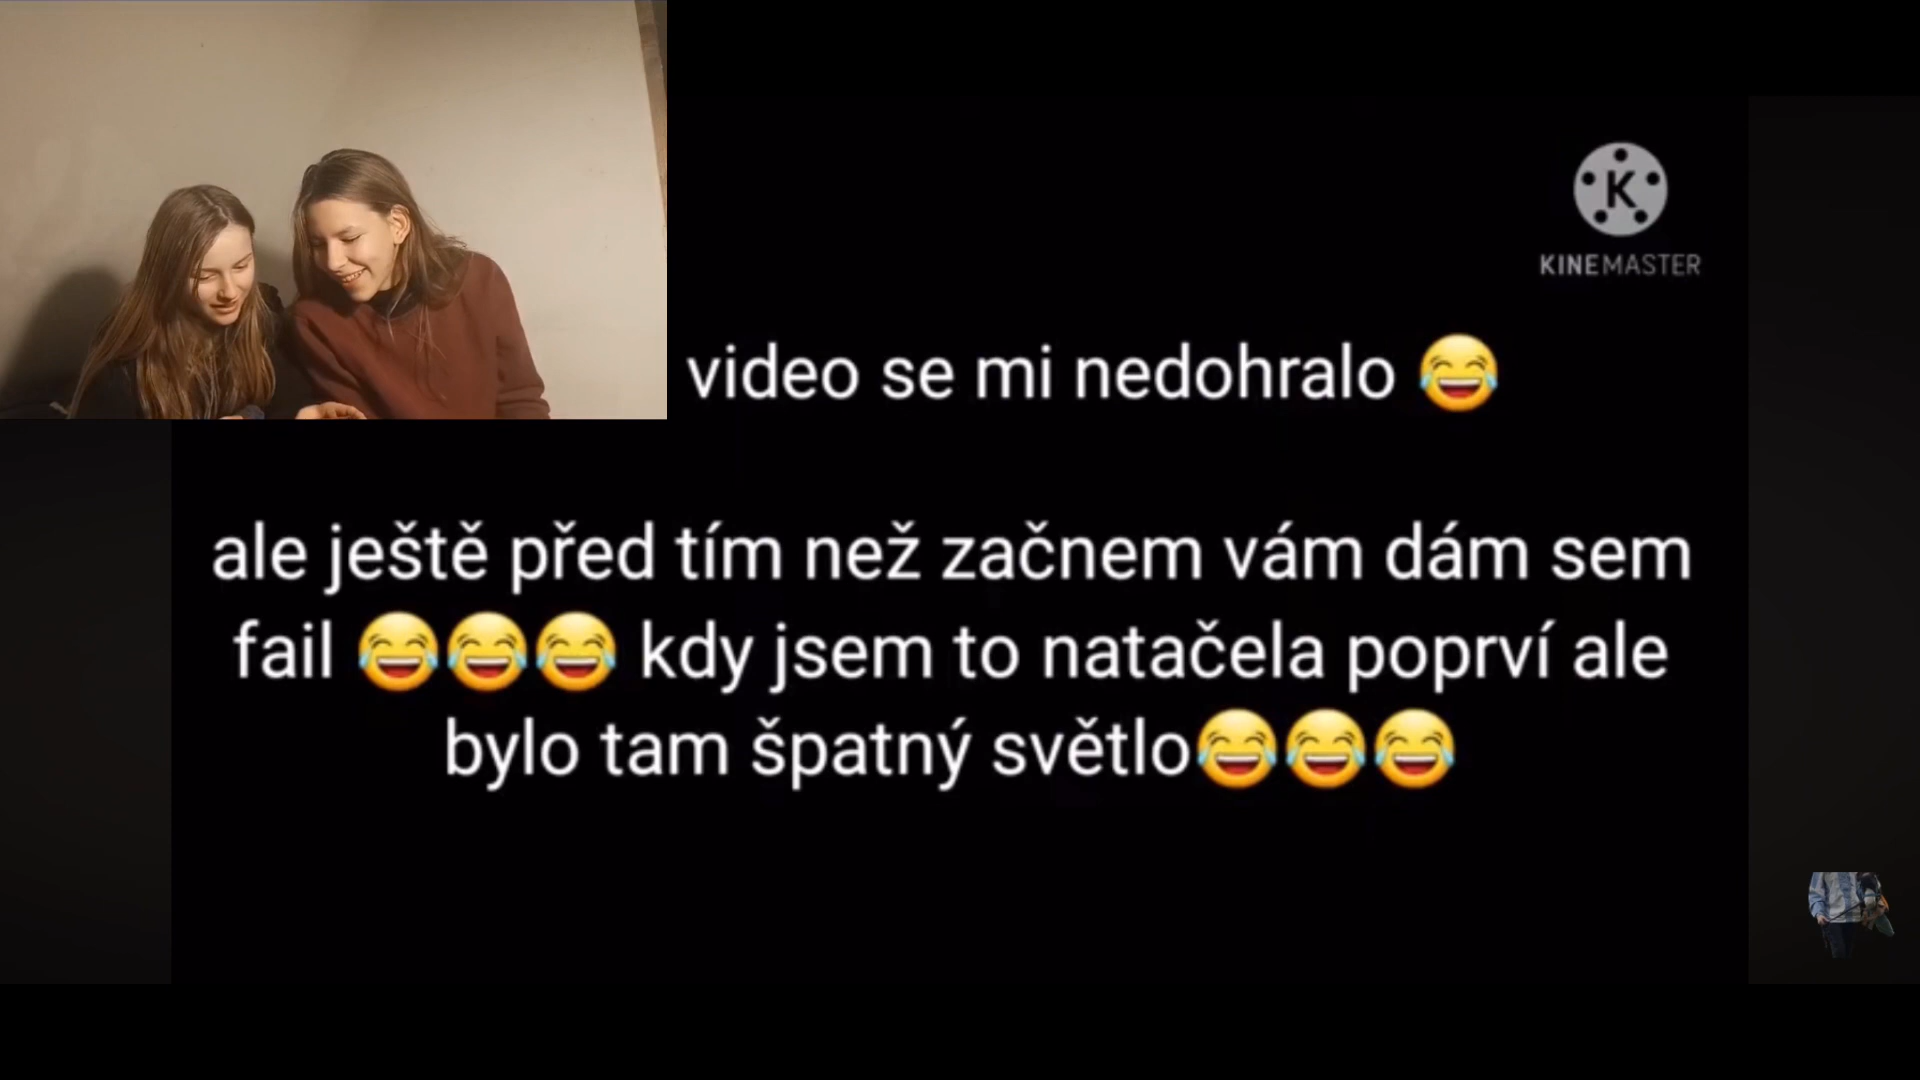 K
KINEMASTER
video se mi nedohralo 😂
ale ještě před tím než začnem vám dám sem
fail 😂😂😂 kdy jsem to natačela poprví ale
bylo tam špatný světlo😂😂😂